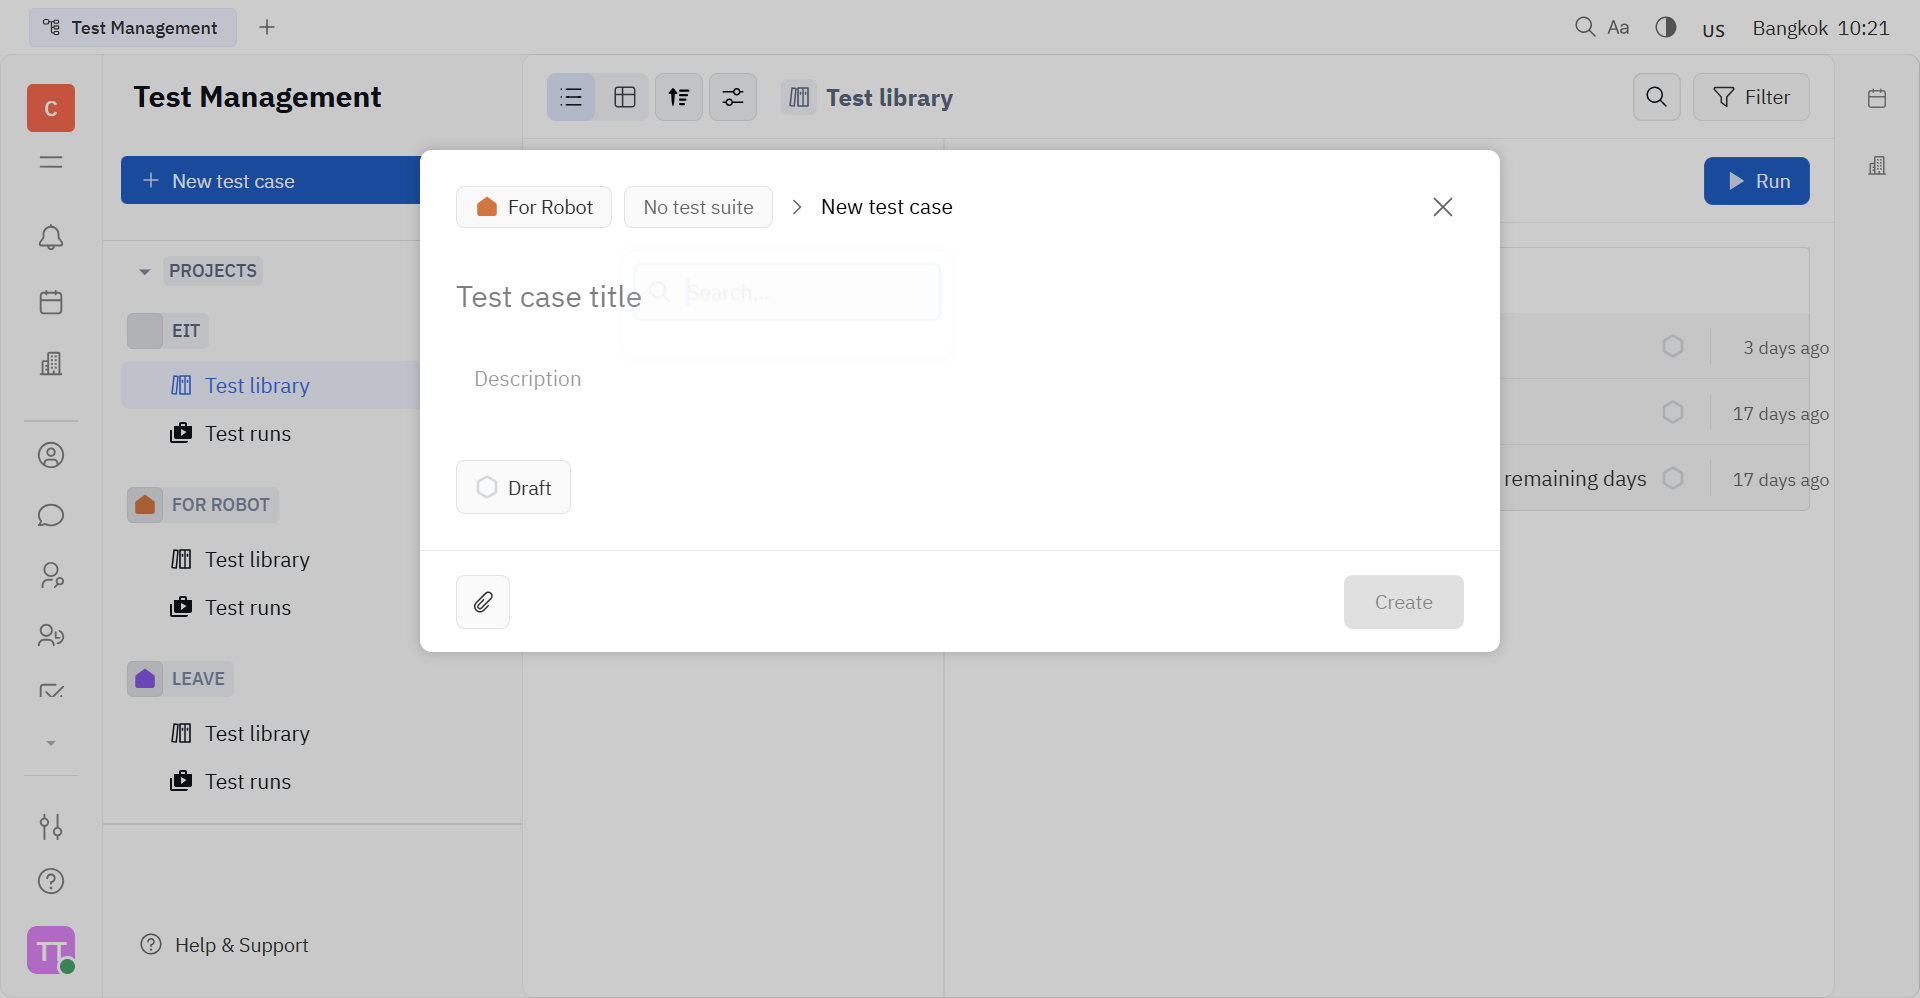 Test Management
Aa
US
Bangkok 10:21
C
Test Management
Test library
Filter
New test case
Run
For Robot
No test suite
New test case
PROJECTS
Test case title
Search...
EIT
3 days ago
Test library
Description
17 days ago
Test runs
remaining days
17 days ago
Draft
FOR ROBOT
Test library
Test runs
Create
LEAVE
Test library
Test runs
Help & Support
TT